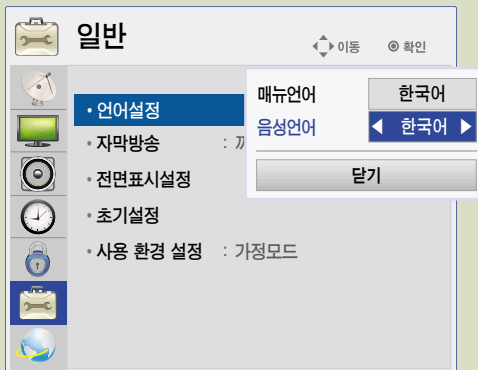 일반
이동 확인
• 언어설정
• 자막방송 :
• 전면표시설정
• 초기설정
• 사용 환경 설정 : 가정모드
매뉴언어 한국어
음성언어 ◀ 한국어 ▶
닫기